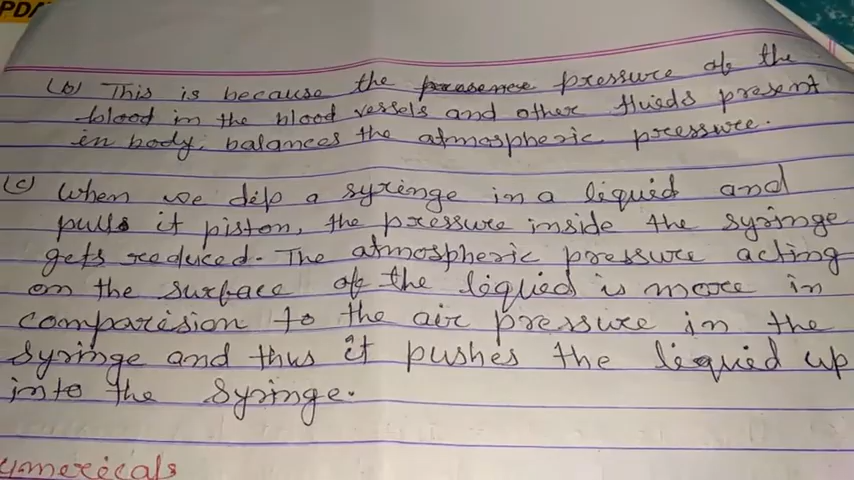 PDF
(b) This is because the pressure of the
blood in the blood vessels and other fluids present
in body, balances the atmospheric pressure.
(c) When we dip a syringe in a liquid and
pulls it piston, the pressure inside the syringe
gets reduced. The atmospheric pressure acting
on the surface of the liquid is more in
comparision to the air pressure in the
syringe and thus it pushes the liquid up
into the syringe.
umericals